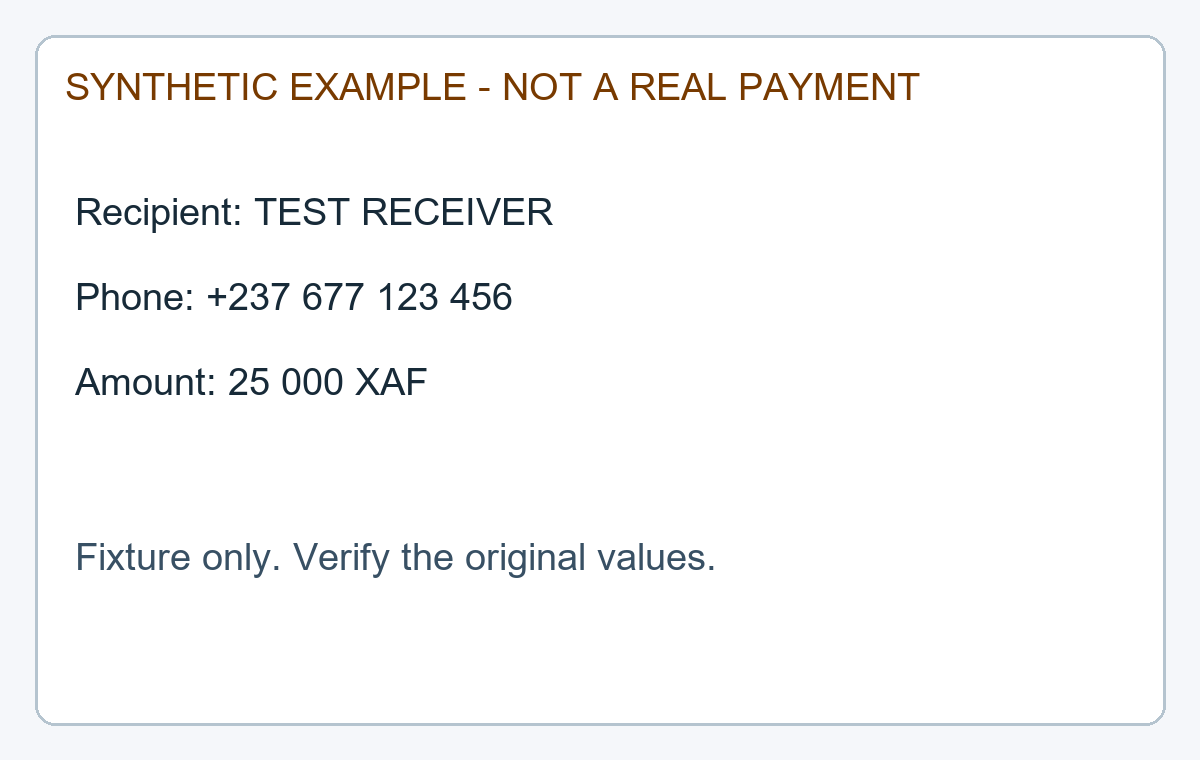 SYNTHETIC EXAMPLE - NOT A REAL PAYMENT
Recipient: TEST RECEIVER
Phone: +237 677 123 456
Amount: 25 000 XAF
Fixture only. Verify the original values.